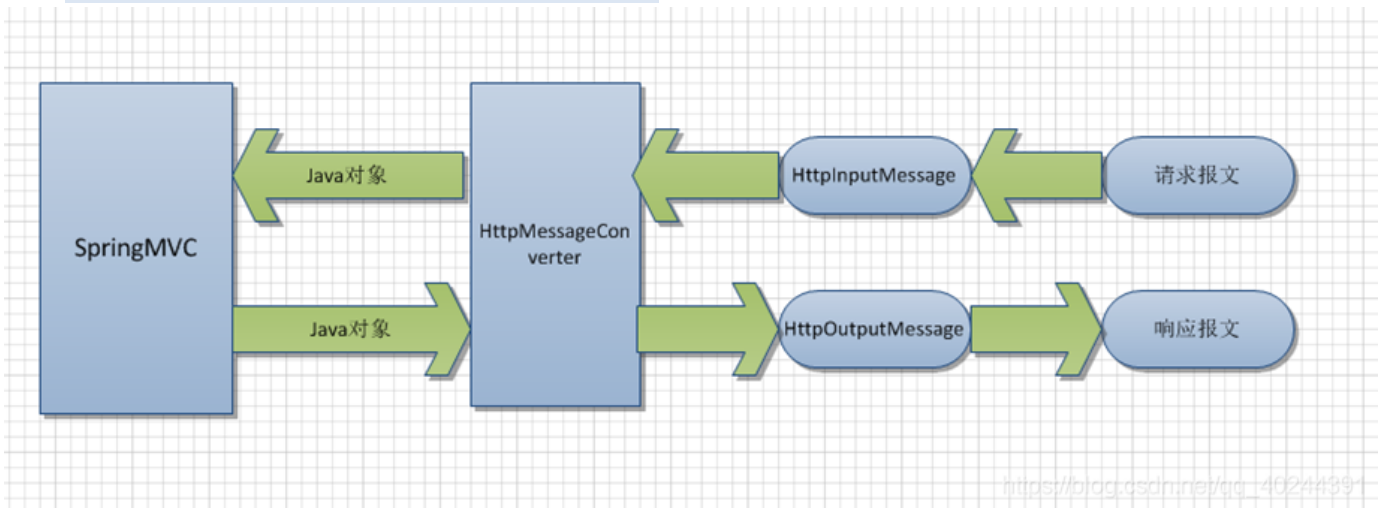 SpringMVC
Java对象
HttpMessageCon
verter
HttpInputMessage
请求报文
Java对象
HttpOutputMessage
响应报文
https://blog.csdn.net/qq_40244391